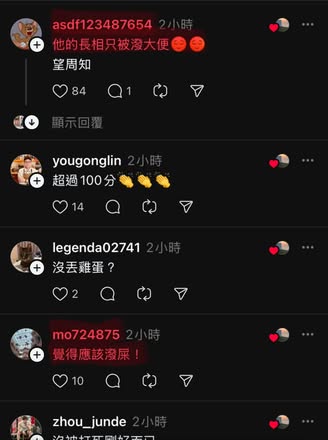 asdf123487654 2小時
他的長相只被潑大便😡😡
望周知
84 1
顯示回覆
yougonglin 2小時
超過100分👏👏👏
14
legenda02741 2小時
沒丟雞蛋？
2
mo724875 2小時
覺得應該潑屎！
10
zhou_junde 2小時